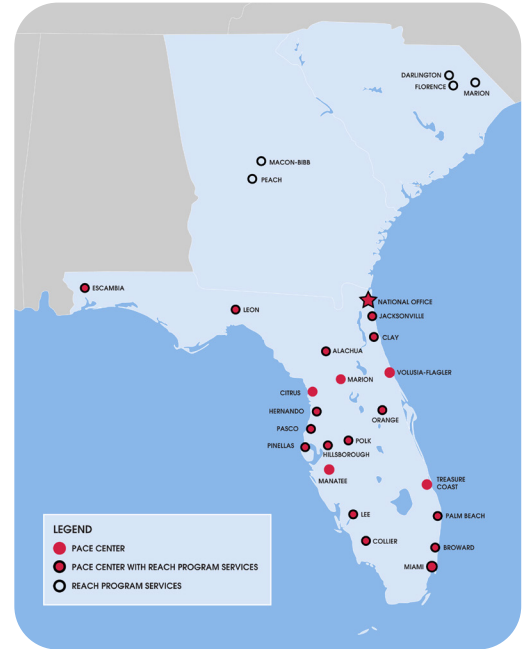 DARLINGTON
FLORENCE
MARION
MACON-BIBB
PEACH
ESCAMBIA
LEON
NATIONAL OFFICE
JACKSONVILLE
CLAY
ALACHUA
MARION
VOLUSIA-FLAGLER
CITRUS
HERNANDO
ORANGE
PASCO
POLK
PINELLAS
HILLSBOROUGH
MANATEE
TREASURE
COAST
LEE
PALM BEACH
COLLIER
BROWARD
MIAMI
LEGEND
PACE CENTER
PACE CENTER WITH REACH PROGRAM SERVICES
REACH PROGRAM SERVICES